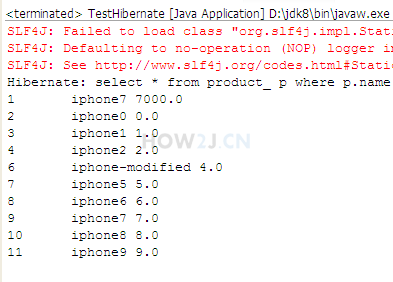 <terminated> TestHibernate [Java Application] D:\jdk8\bin\javaw.exe
SLF4J: Failed to load class "org.slf4j.impl.Stati
SLF4J: Defaulting to no-operation (NOP) logger im
SLF4J: See http://www.slf4j.org/codes.html#Static
Hibernate: select * from product_ p where p.name
1 iphone7 7000.0
2 iphone0 0.0
3 iphone1 1.0
4 iphone2 2.0
6 iphone-modified 4.0
7 iphone5 5.0
8 iphone6 6.0
9 iphone7 7.0
10 iphone8 8.0
11 iphone9 9.0
HOW2J.CN